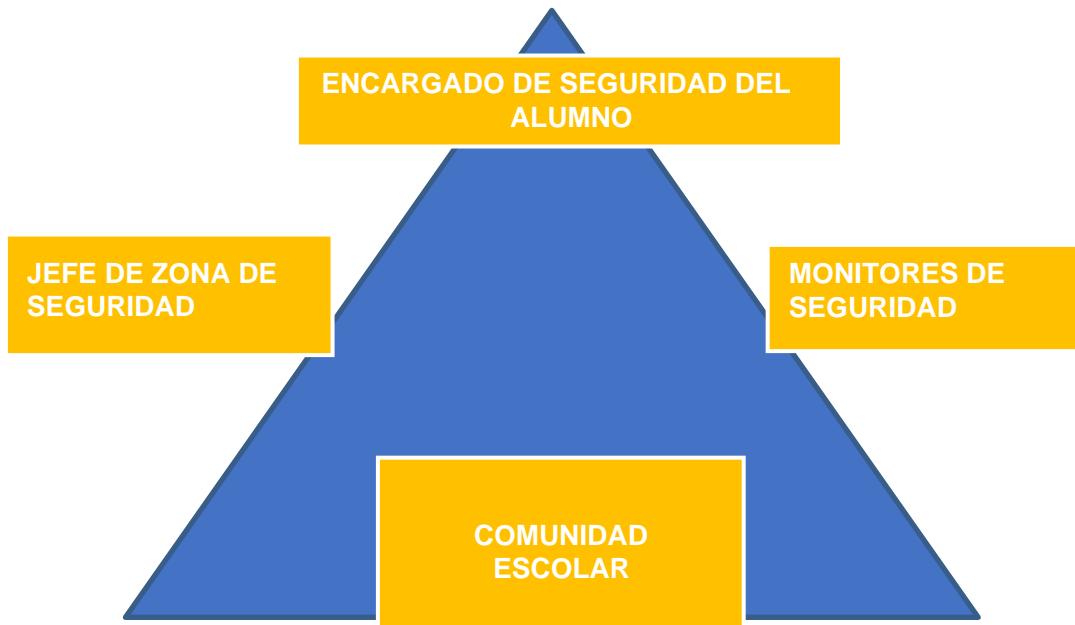 ENCARGADO DE SEGURIDAD DEL
ALUMNO
JEFE DE ZONA DE
SEGURIDAD
MONITORES DE
SEGURIDAD
COMUNIDAD
ESCOLAR